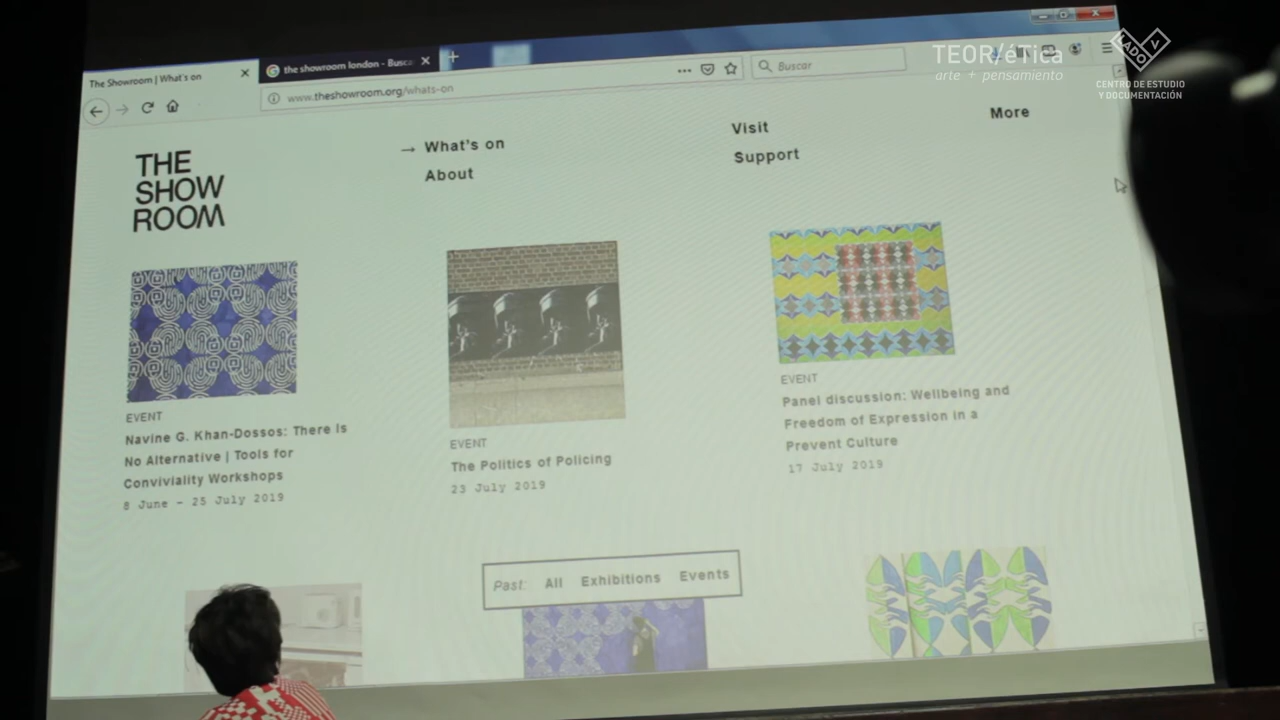 TEOR/éTica
arte + pensamiento
CENTRO DE ESTUDIO
Y DOCUMENTACIÓN
The Showroom | What's on
the showroom london - Busca
www.theshowroom.org/whats-on
Buscar
THE
SHOW
ROOM
→ What's on
About
Visit
Support
More
EVENT
Navine G. Khan-Dossos: There Is
No Alternative | Tools for
Conviviality Workshops
8 June – 25 July 2019
EVENT
The Politics of Policing
23 July 2019
EVENT
Panel discussion: Wellbeing and
Freedom of Expression in a
Prevent Culture
17 July 2019
Past: All Exhibitions Events